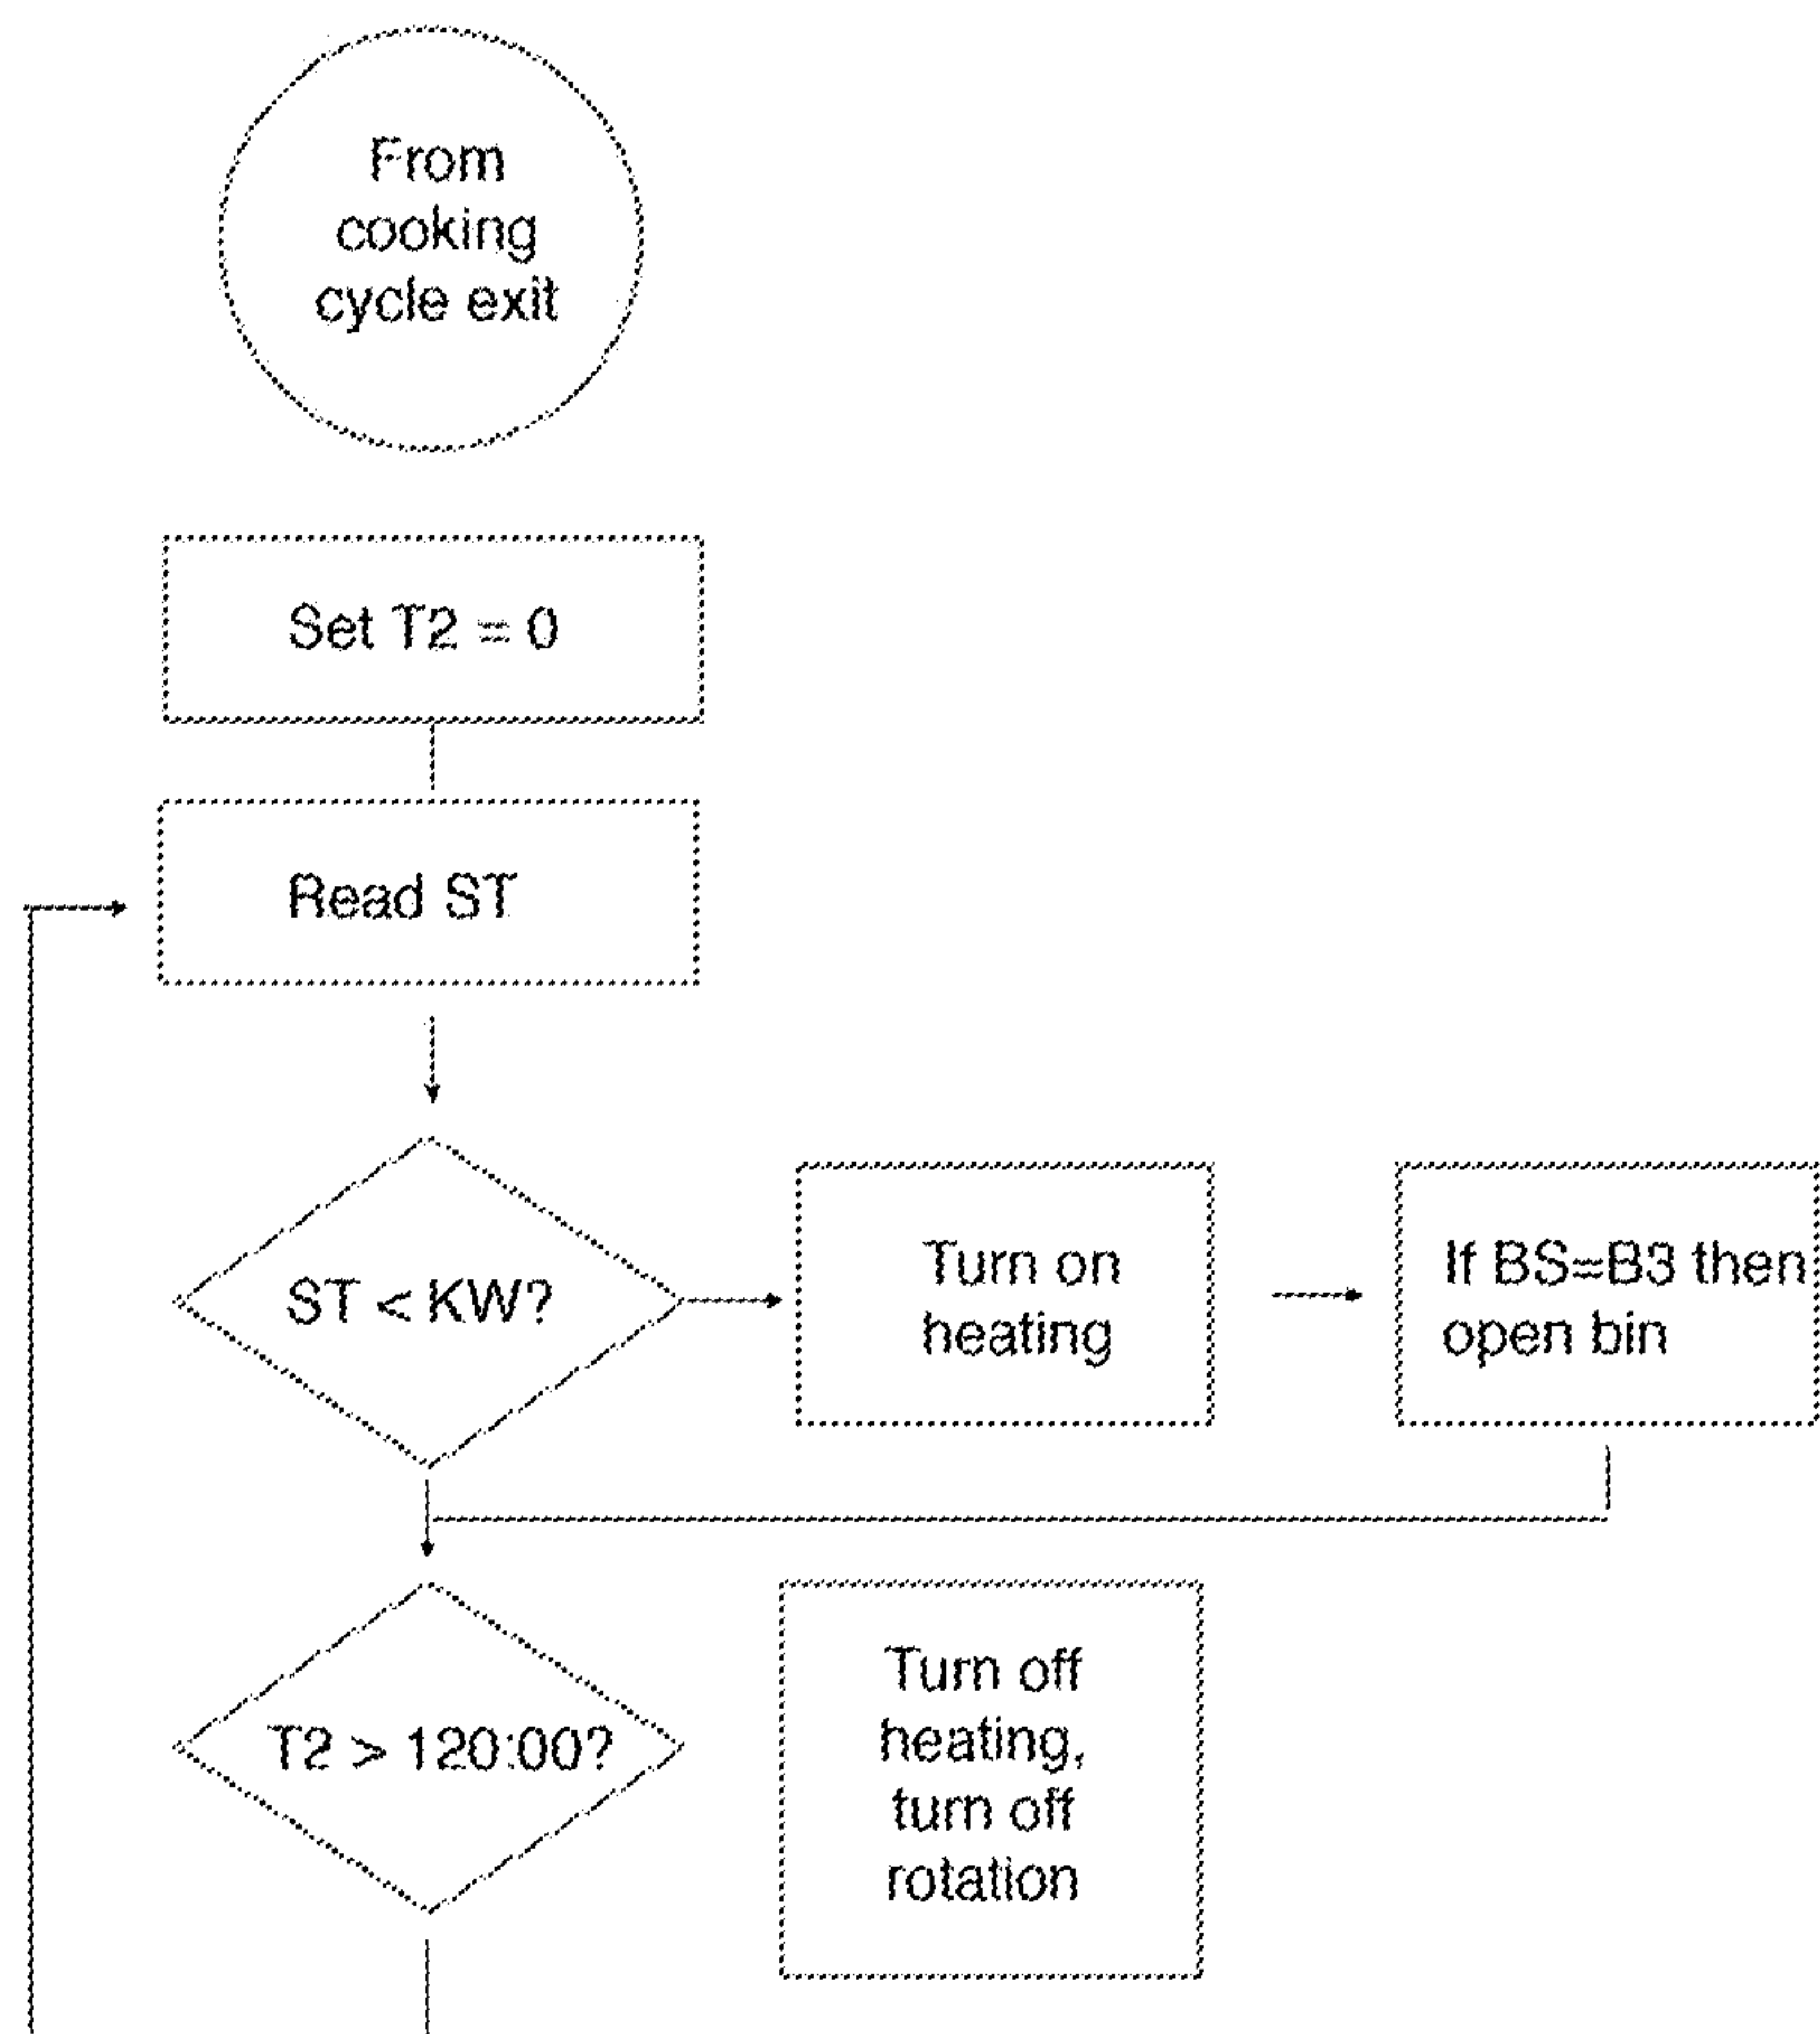 From
cooking
cycle exit
Set T2 = 0
Read ST
ST < KW?
Turn on
heating
If BS=B3 then
open bin
T2 > 120:00?
Turn off
heating,
turn off
rotation